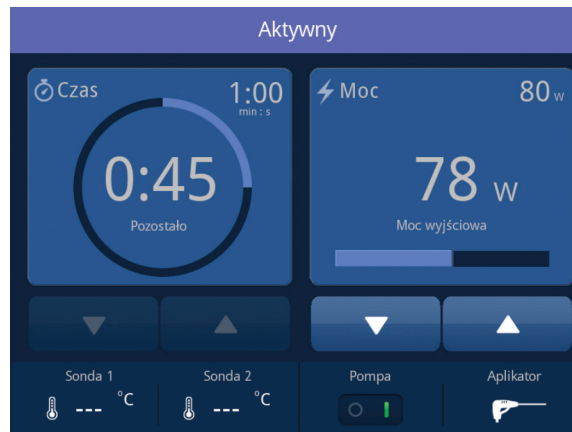 Aktywny
Czas
1:00
min : s
0:45
Pozostało
Moc
80 w
78 W
Moc wyjściowa
Sonda 1
--- °C
Sonda 2
--- °C
Pompa
Aplikator